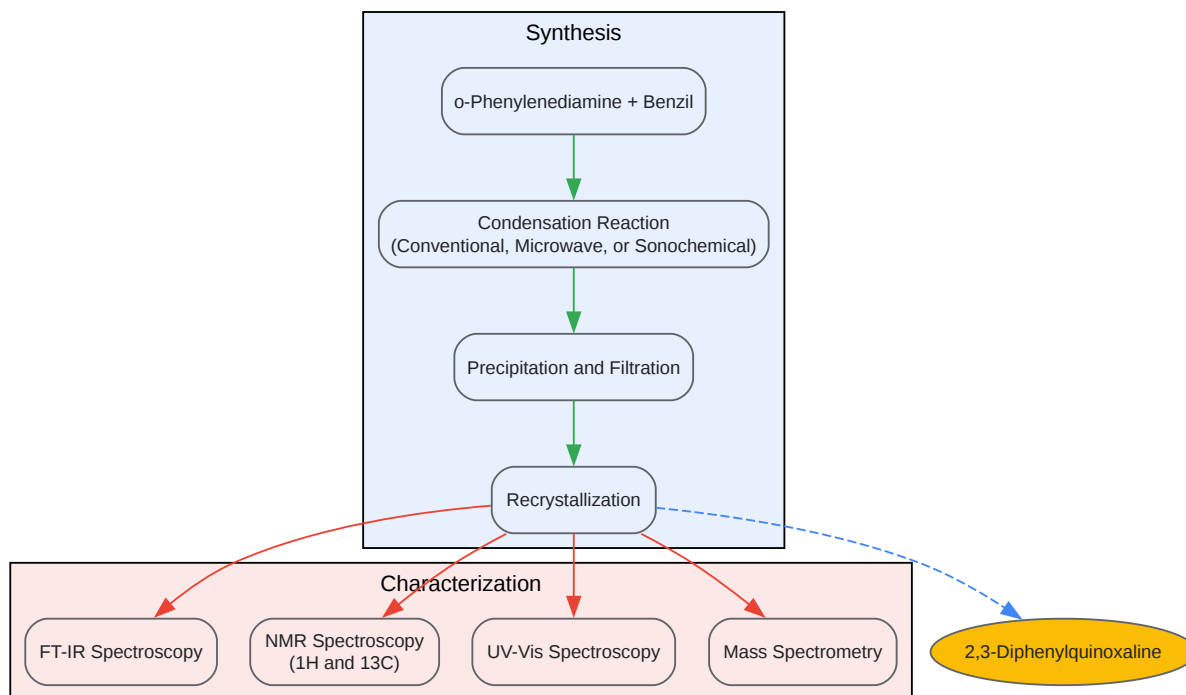 Synthesis
o-Phenylenediamine + Benzil
Condensation Reaction
(Conventional, Microwave, or Sonochemical)
Precipitation and Filtration
Recrystallization
Characterization
FT-IR Spectroscopy
NMR Spectroscopy
(1H and 13C)
UV-Vis Spectroscopy
Mass Spectrometry
2,3-Diphenylquinoxaline